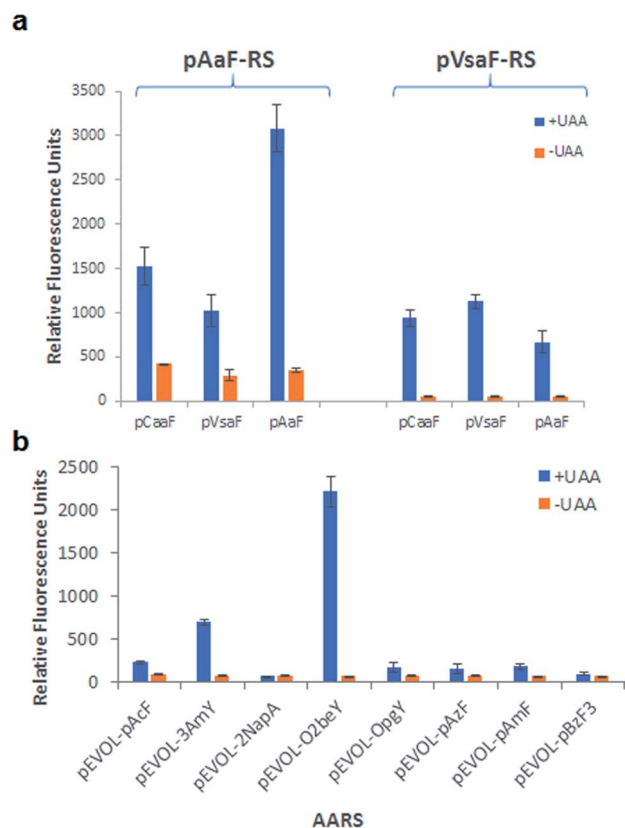 a
pAaF-RS pVsaF-RS
Relative Fluorescence Units
3500
3000
2500
2000
1500
1000
500
0
+UAA
-UAA
pCaaF pVsaF pAaF pCaaF pVsaF pAaF
b
Relative Fluorescence Units
2500
2000
1500
1000
500
0
+UAA
-UAA
pEVOL-pAcF
pEVOL-3AmY
pEVOL-2NapA
pEVOL-O2beY
pEVOL-OpgY
pEVOL-pAzF
pEVOL-pAmF
pEVOL-pBzF3
AARS